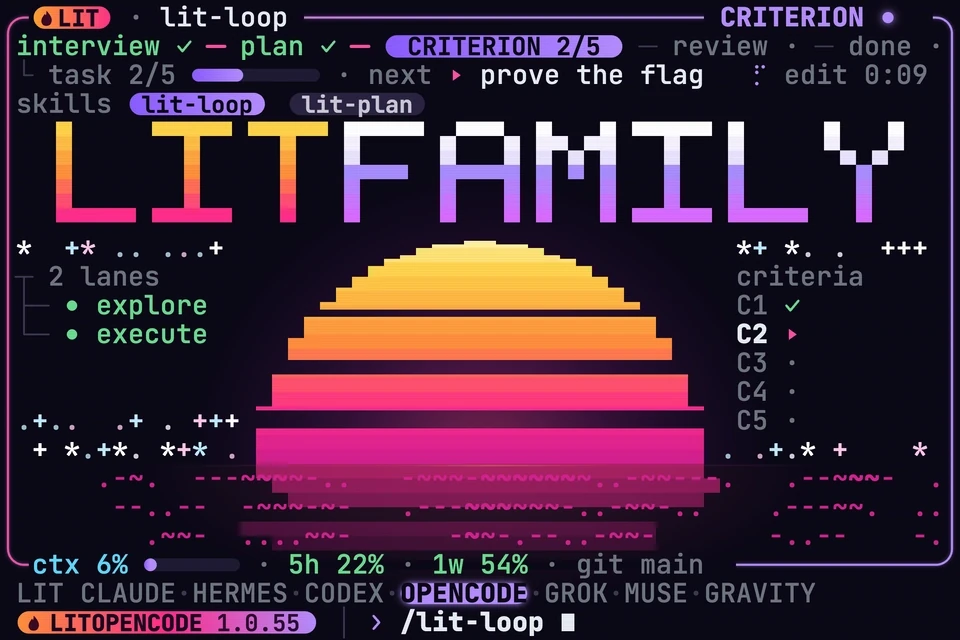 LIT · lit-loop CRITERION
interview ✓ plan ✓ CRITERION 2/5 review · done ·
task 2/5 · next ▸ prove the flag edit 0:09
skills lit-loop lit-plan
LITFAMILY
2 lanes
• explore
• execute
criteria
C1 ✓
C2 ▸
C3 ·
C4 ·
C5 ·
ctx 6% · 5h 22% · 1w 54% · git main
LIT CLAUDE·HERMES·CODEX·OPENCODE·GROK·MUSE·GRAVITY
LITOPENCODE 1.0.55 › /lit-loop